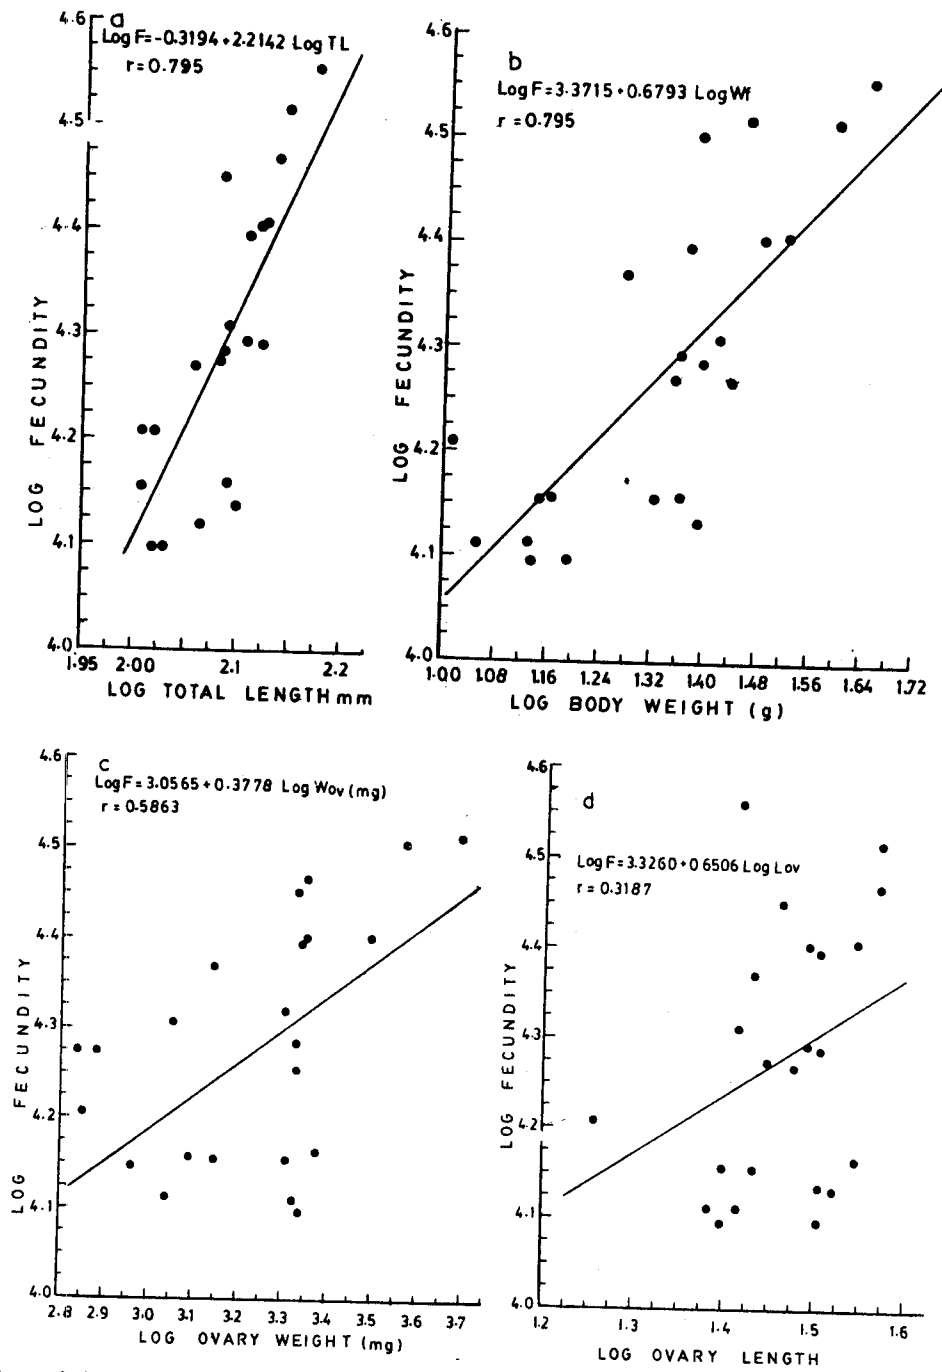 a
Log F=-0.3194+2.2142 Log TL
r=0.795
4.6
4.5
4.4
4.3
4.2
4.1
4.0
LOG FECUNDITY
1.95 2.00 2.1 2.2
LOG TOTAL LENGTH mm
b
Log F=3.3715+0.6793 Log Wf
r=0.795
4.6
4.5
4.4
4.3
4.2
4.1
4.0
LOG FECUNDITY
1.00 1.08 1.16 1.24 1.32 1.40 1.48 1.56 1.64 1.72
LOG BODY WEIGHT (g)
c
Log F=3.0565+0.3778 Log Wov (mg)
r=0.5863
4.6
4.5
4.4
4.3
4.2
4.1
4.0
LOG FECUNDITY
2.8 2.9 3.0 3.1 3.2 3.3 3.4 3.5 3.6 3.7
LOG OVARY WEIGHT (mg)
d
Log F=3.3260+0.6506 Log Lov
r=0.3187
4.6
4.5
4.4
4.3
4.2
4.1
4.0
LOG FECUNDITY
1.2 1.3 1.4 1.5 1.6
LOG OVARY LENGTH